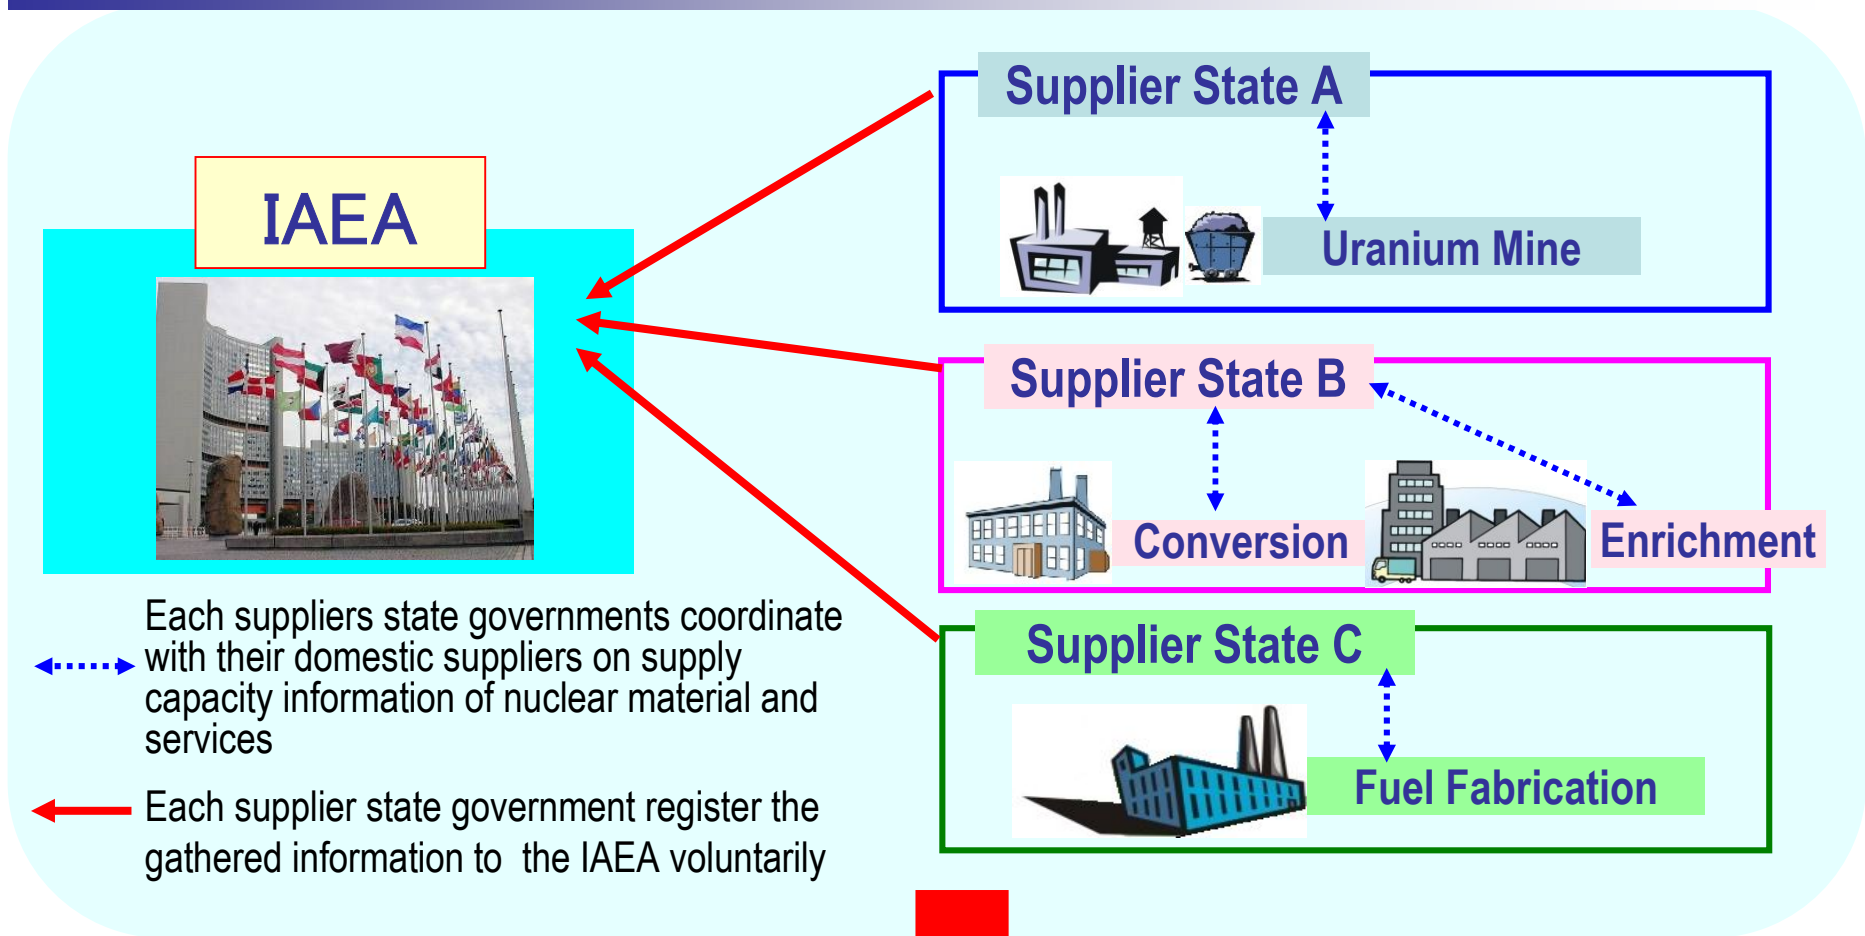 Supplier State A
IAEA
Uranium Mine
Supplier State B
Conversion
Enrichment
Each suppliers state governments coordinate
with their domestic suppliers on supply
capacity information of nuclear material and
services
Supplier State C
Each supplier state government register the
gathered information to  the IAEA voluntarily
Fuel Fabrication